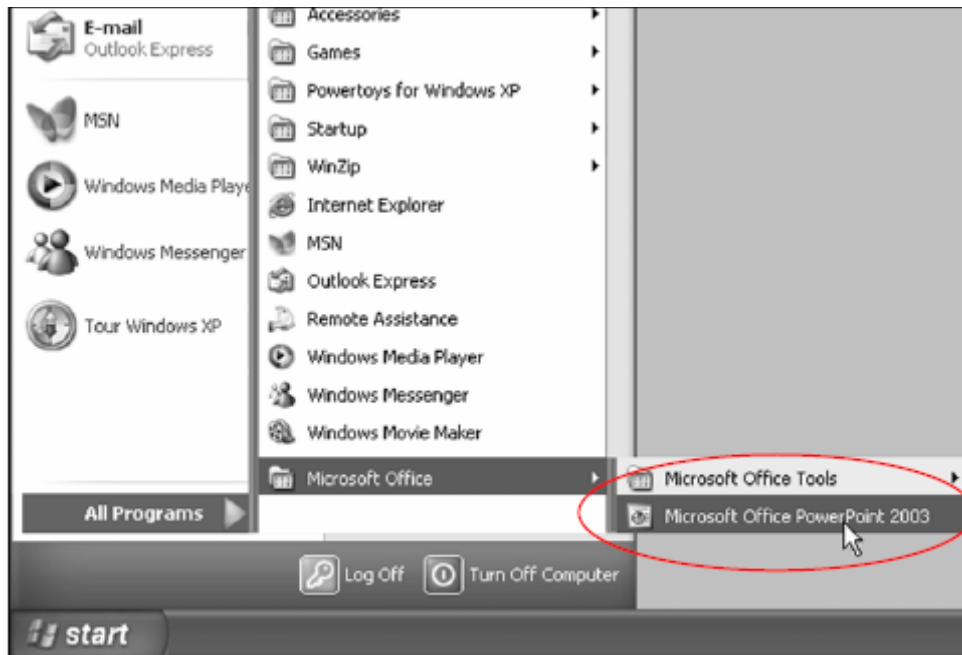 E-mail
Outlook Express
MSN
Windows Media Playe
Windows Messenger
Tour Windows XP
All Programs
Accessories
Games
Powertoys for Windows XP
Startup
WinZip
Internet Explorer
MSN
Outlook Express
Remote Assistance
Windows Media Player
Windows Messenger
Windows Movie Maker
Microsoft Office
Microsoft Office Tools
Microsoft Office PowerPoint 2003
Log Off
Turn Off Computer
start